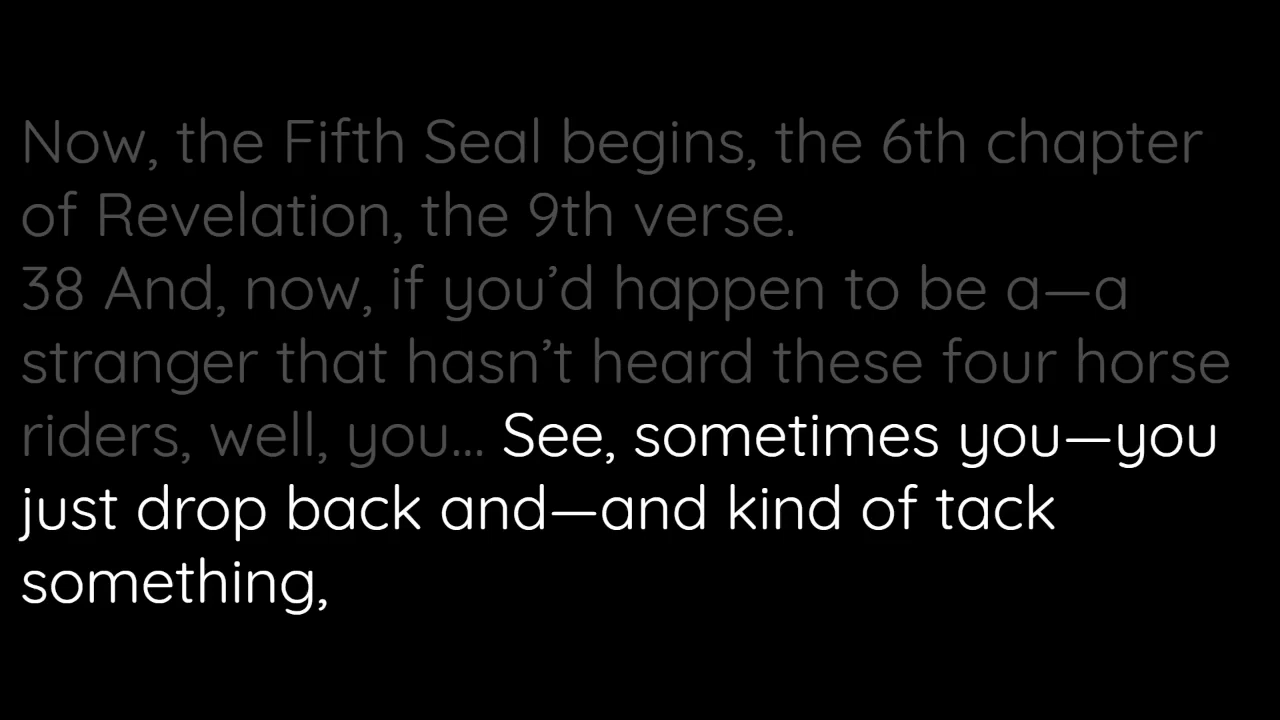 Now, the Fifth Seal begins, the 6th chapter
of Revelation, the 9th verse.
38 And, now, if you’d happen to be a—a
stranger that hasn’t heard these four horse
riders, well, you... See, sometimes you—you
just drop back and—and kind of tack
something,